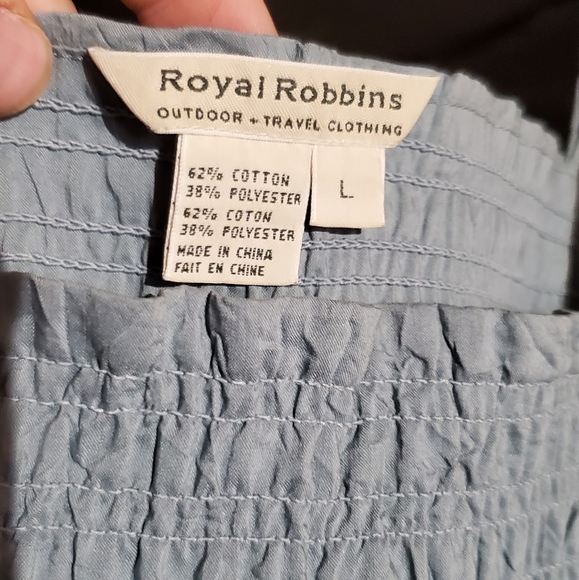 Royal Robbins
OUTDOOR + TRAVEL CLOTHING
62% COTTON
38% POLYESTER
62% COTON
38% POLYESTER
MADE IN CHINA
FAIT EN CHINE
L